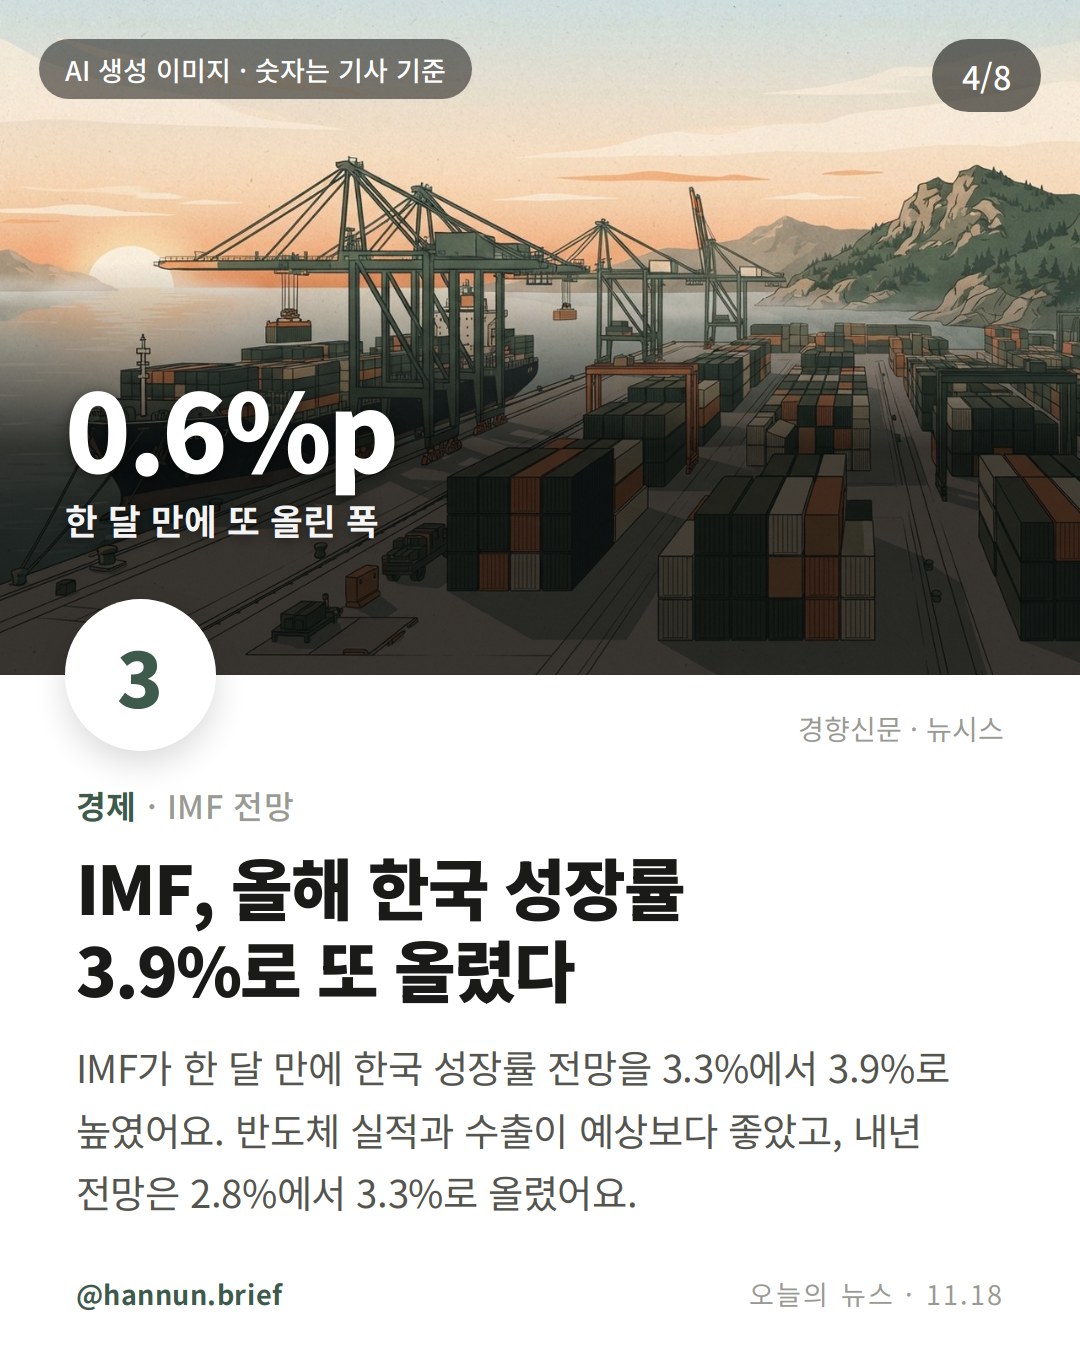 AI 생성 이미지 · 숫자는 기사 기준
4/8
0.6%p
한 달 만에 또 올린 폭
3
경향신문 · 뉴시스
경제 · IMF 전망
IMF, 올해 한국 성장률
3.9%로 또 올렸다
IMF가 한 달 만에 한국 성장률 전망을 3.3%에서 3.9%로
높였어요. 반도체 실적과 수출이 예상보다 좋았고, 내년
전망은 2.8%에서 3.3%로 올렸어요.
@hannun.brief
오늘의 뉴스 · 11.18